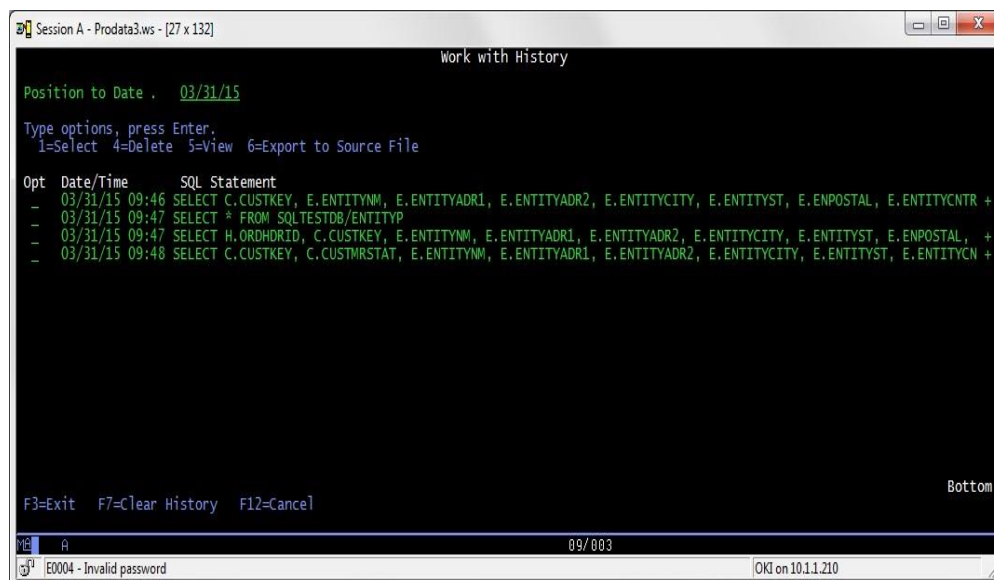 Session A - Prodata3.ws - [27 x 132]
Work with History
Position to Date . 03/31/15
Type options, press Enter.
1=Select 4=Delete 5=View 6=Export to Source File
Opt Date/Time SQL Statement
_ 03/31/15 09:46 SELECT C.CUSTKEY, E.ENTITYNM, E.ENTITYADR1, E.ENTITYADR2, E.ENTITYCITY, E.ENTITYST, E.ENPOSTAL, E.ENTITYCNTR +
_ 03/31/15 09:47 SELECT * FROM SQLTESTDB/ENTITYP
_ 03/31/15 09:47 SELECT H.ORDHDRID, C.CUSTKEY, E.ENTITYNM, E.ENTITYADR1, E.ENTITYADR2, E.ENTITYCITY, E.ENTITYST, E.ENPOSTAL, +
_ 03/31/15 09:48 SELECT C.CUSTKEY, C.CUSTMRSTAT, E.ENTITYNM, E.ENTITYADR1, E.ENTITYADR2, E.ENTITYCITY, E.ENTITYST, E.ENTITYCN +
Bottom
F3=Exit F7=Clear History F12=Cancel
MA A 09/003
E0004 - Invalid password OKI on 10.1.1.210